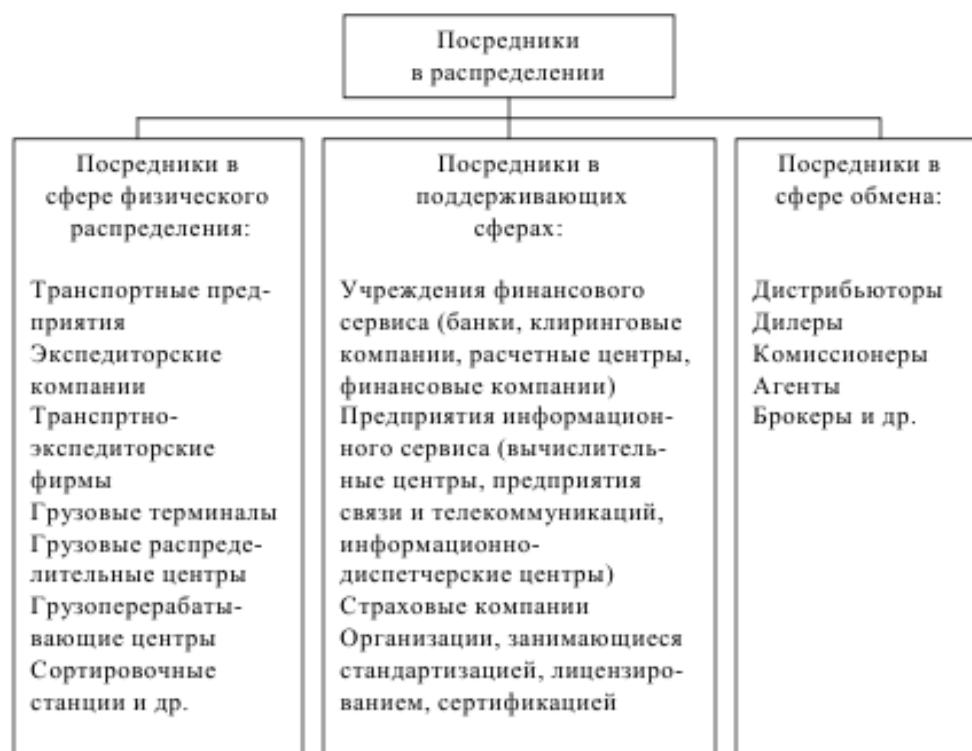 Посредники
в распределении
Посредники в
сфере физического
распределения:
Транспортные пред-
приятия
Экспедиторские
компании
Транспртно-
экспедиторские
фирмы
Грузовые терминалы
Грузовые распреде-
лительные центры
Грузоперерабаты-
вающие центры
Сортировочные
станции и др.
Посредники в
поддерживающих
сферах:
Учреждения финансового
сервиса (банки, клиринговые
компании, расчетные центры,
финансовые компании)
Предприятия информацион-
ного сервиса (вычислитель-
ные центры, предприятия
связи и телекоммуникаций,
информационно-
диспетчерские центры)
Страховые компании
Организации, занимающиеся
стандартизацией, лицензиро-
ванием, сертификацией
Посредники в
сфере обмена:
Дистрибьюторы
Дилеры
Комиссионеры
Агенты
Брокеры и др.